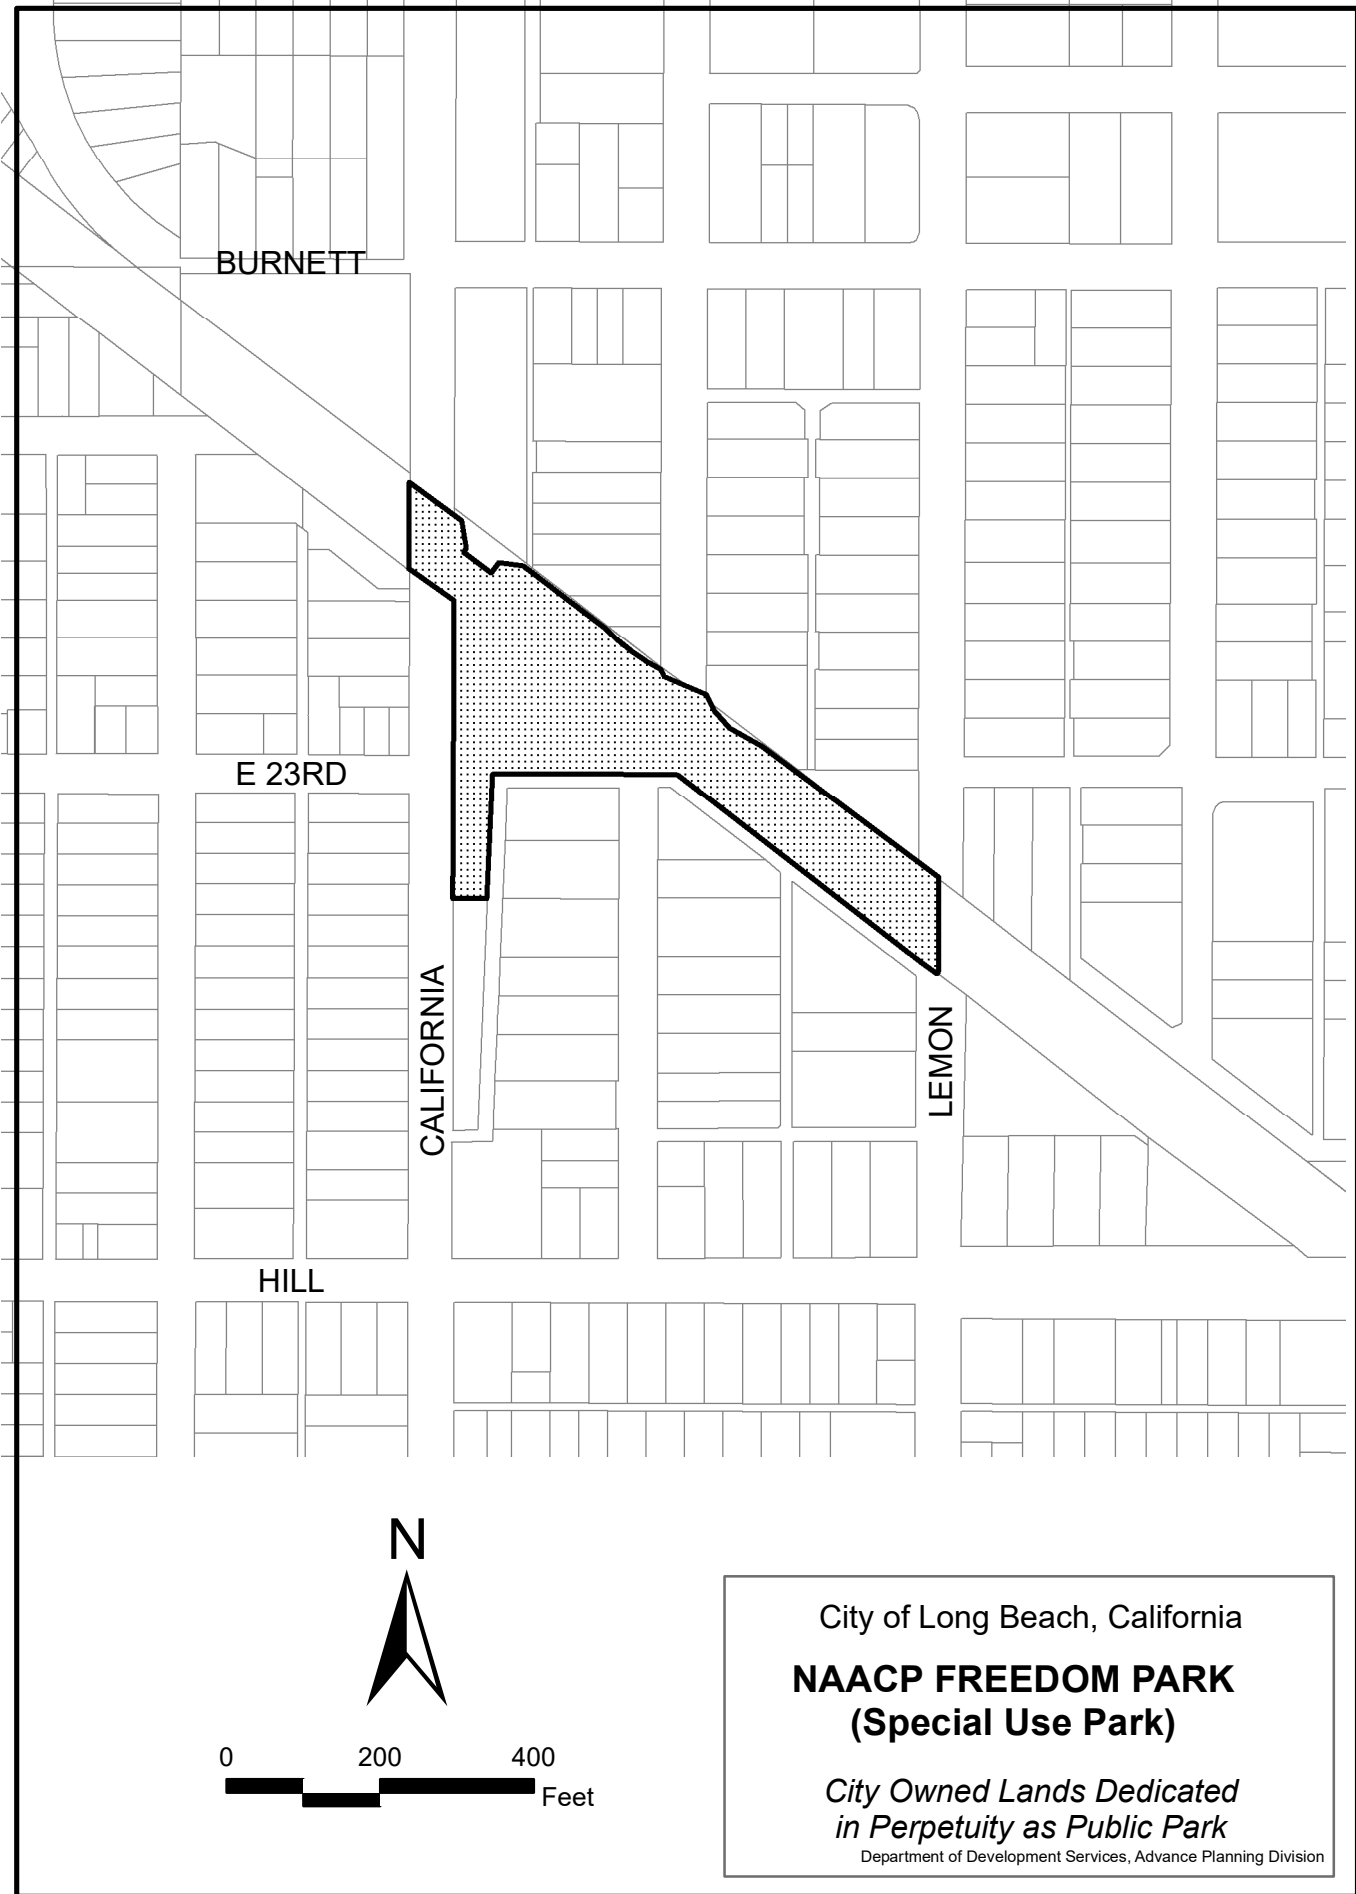 BURNETT
E 23RD
CALIFORNIA
LEMON
HILL
N
0 200 400
Feet
City of Long Beach, California
NAACP FREEDOM PARK
(Special Use Park)
City Owned Lands Dedicated
in Perpetuity as Public Park
Department of Development Services, Advance Planning Division